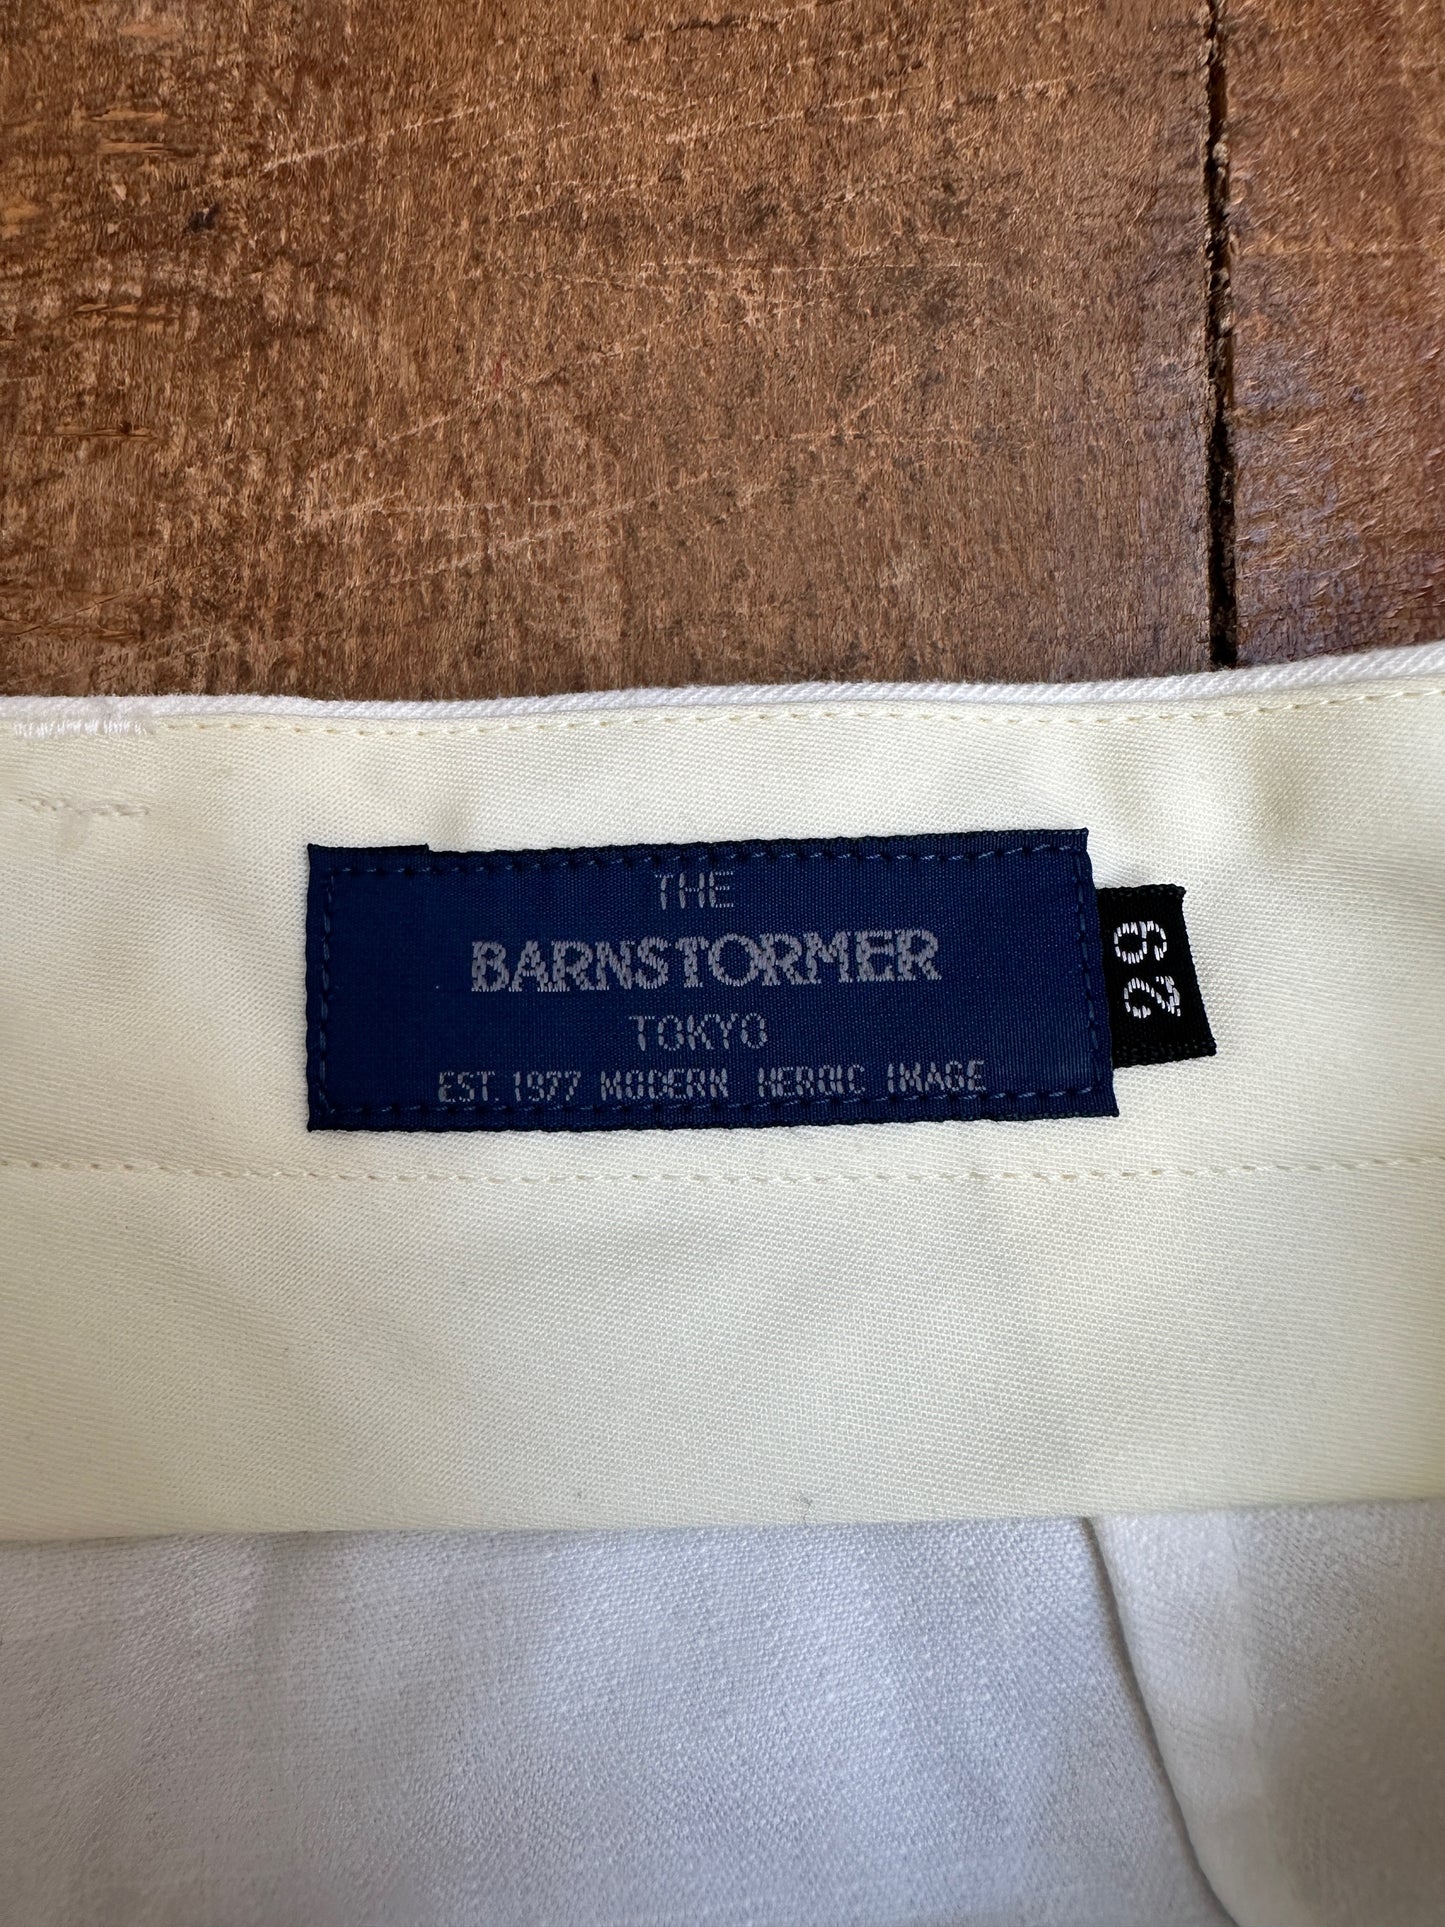 THE
BARNSTORMER
TOKYO
EST. 1977 MODERN HEROIC IMAGE
29